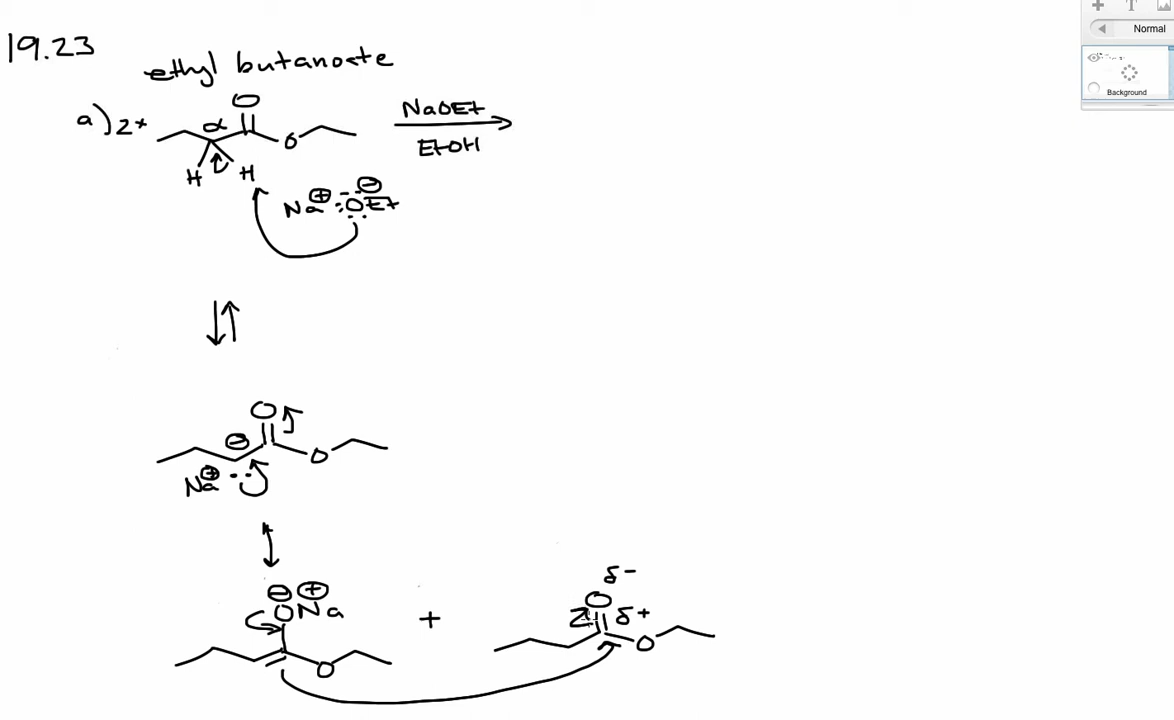 19.23
ethyl butanoate
a) 2x
O
α
O
H H
NaOEt
EtOH
Na ⊕ :OEt ⊖
O
⊖
O
Na ⊕
⊖ ⊕
ONa
O
+
δ-
O
δ+
O
T
Normal
Background